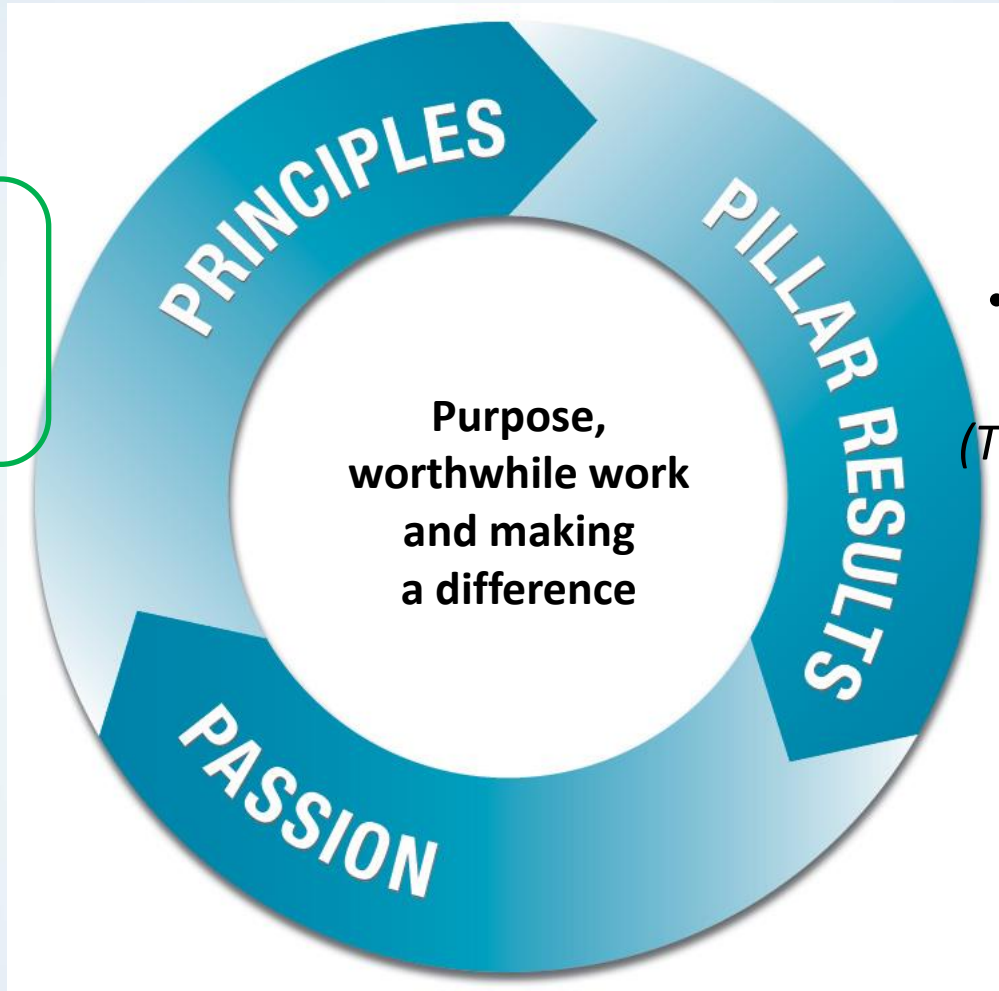 PRINCIPLES
PILLAR RESULTS
PASSION
Purpose,
worthwhile work
and making
a difference
•
(T